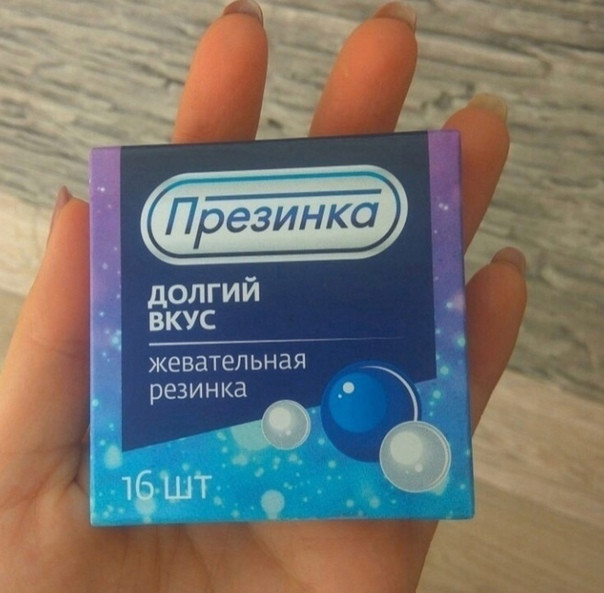 Презинка
ДОЛГИЙ
ВКУС
жевательная
резинка
16 шт